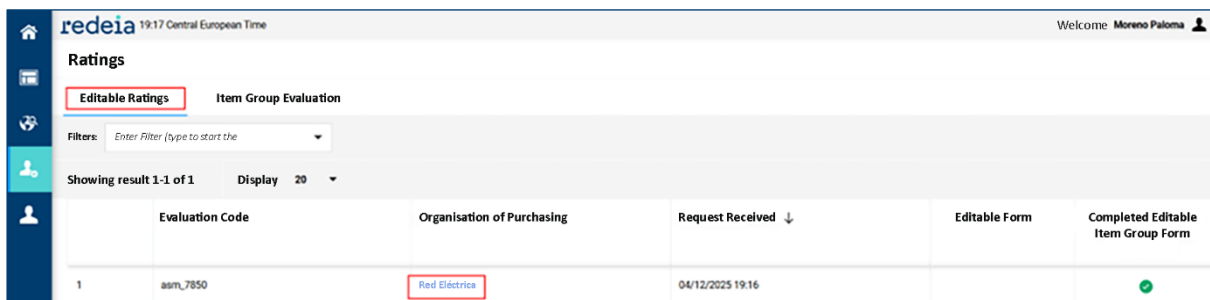 redeia 19:17 Central European Time Welcome Moreno Paloma
Ratings
Editable Ratings Item Group Evaluation
Filters: Enter Filter (type to start the
Showing result 1-1 of 1 Display 20
Evaluation Code Organisation of Purchasing Request Received ↓ Editable Form Completed Editable
Item Group Form
1 asm_7850 Red Eléctrica 04/12/2025 19:16